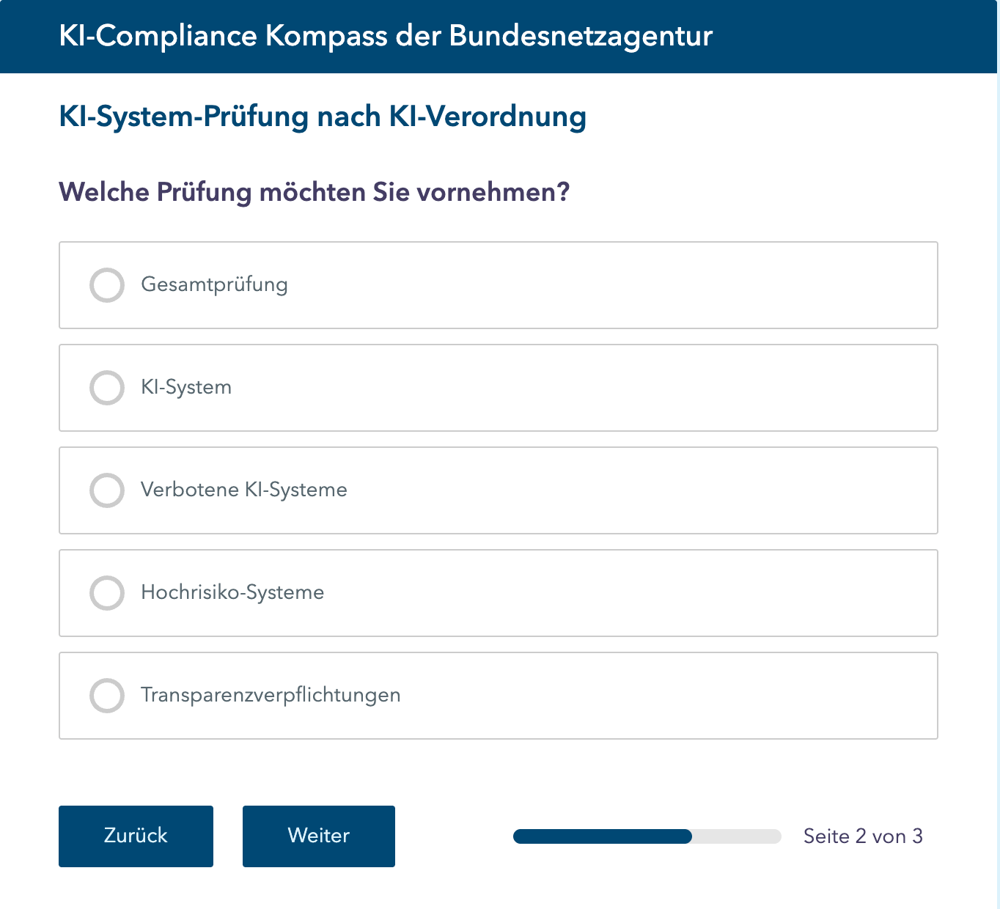 KI-Compliance Kompass der Bundesnetzagentur
KI-System-Prüfung nach KI-Verordnung
Welche Prüfung möchten Sie vornehmen?
Gesamtprüfung
KI-System
Verbotene KI-Systeme
Hochrisiko-Systeme
Transparenzverpflichtungen
Zurück
Weiter
Seite 2 von 3